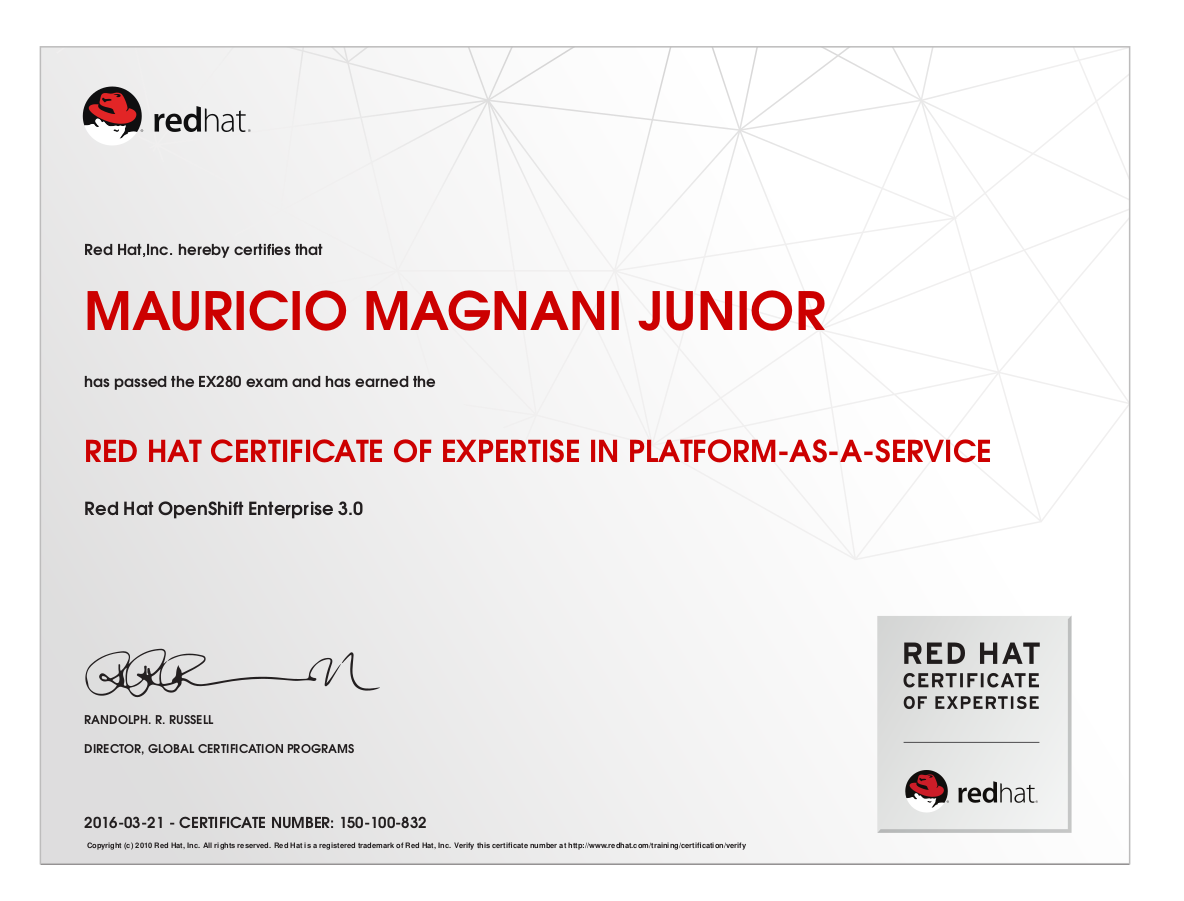 redhat.
Red Hat,Inc. hereby certifies that
MAURICIO MAGNANI JUNIOR
has passed the EX280 exam and has earned the
RED HAT CERTIFICATE OF EXPERTISE IN PLATFORM-AS-A-SERVICE
Red Hat OpenShift Enterprise 3.0
RANDOLPH. R. RUSSELL
DIRECTOR, GLOBAL CERTIFICATION PROGRAMS
2016-03-21 - CERTIFICATE NUMBER: 150-100-832
Copyright (c) 2010 Red Hat, Inc. All rights reserved. Red Hat is a registered trademark of Red Hat, Inc. Verify this certificate number at http://www.redhat.com/training/certification/verify
RED HAT
CERTIFICATE
OF EXPERTISE
redhat.